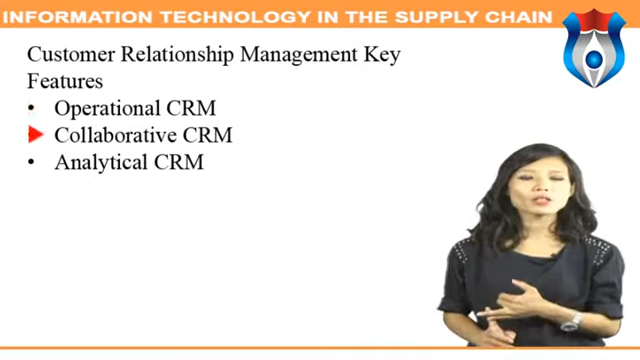 INFORMATION TECHNOLOGY IN THE SUPPLY CHAIN
Customer Relationship Management Key
Features
• Operational CRM
Collaborative CRM
• Analytical CRM